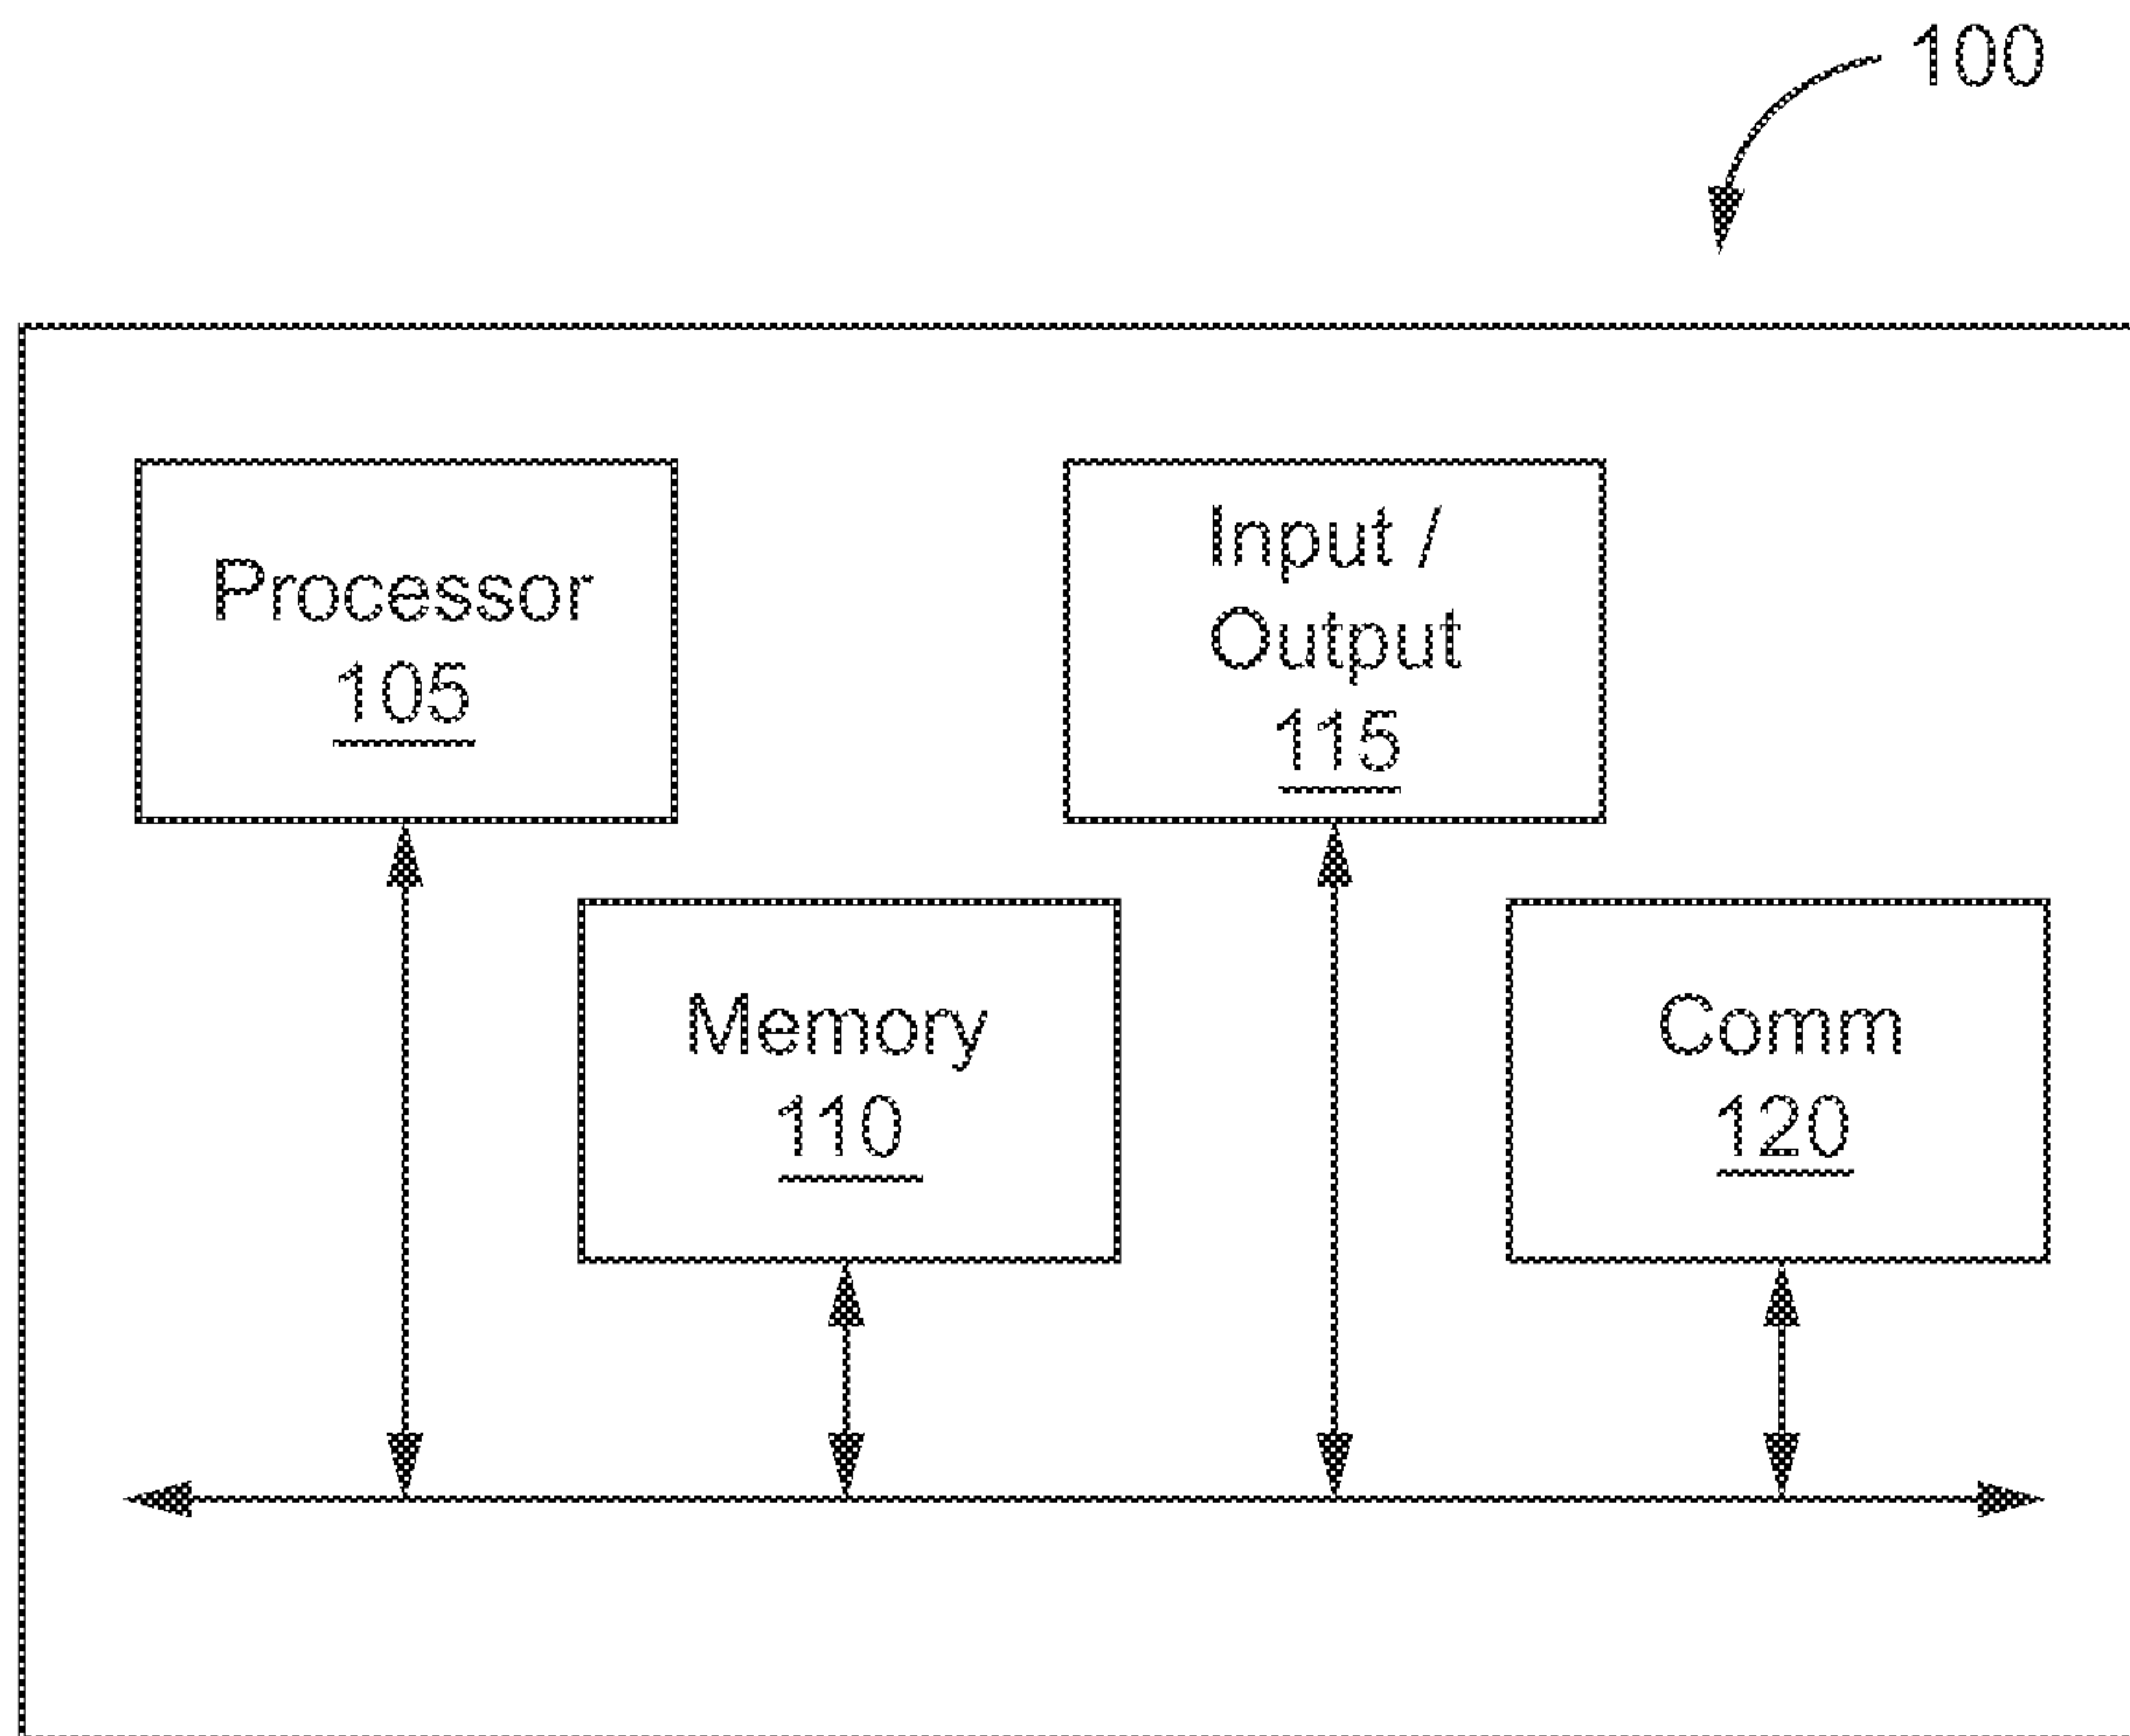 100
Processor
105
Input /
Output
115
Memory
110
Comm
120